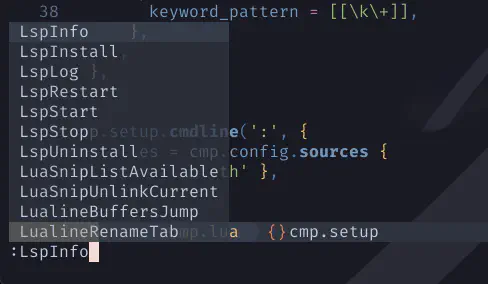 38 keyword_pattern = [[\k\+]],
LspInfo },
LspInstall,
LspLog },
LspRestart
LspStart
LspStop p.setup.cmdline(':', {
LspUninstall es = cmp.config.sources {
LuaSnipListAvailable th' },
LuaSnipUnlinkCurrent
LualineBuffersJump
LualineRenameTab cmp.lua {}cmp.setup
:LspInfo